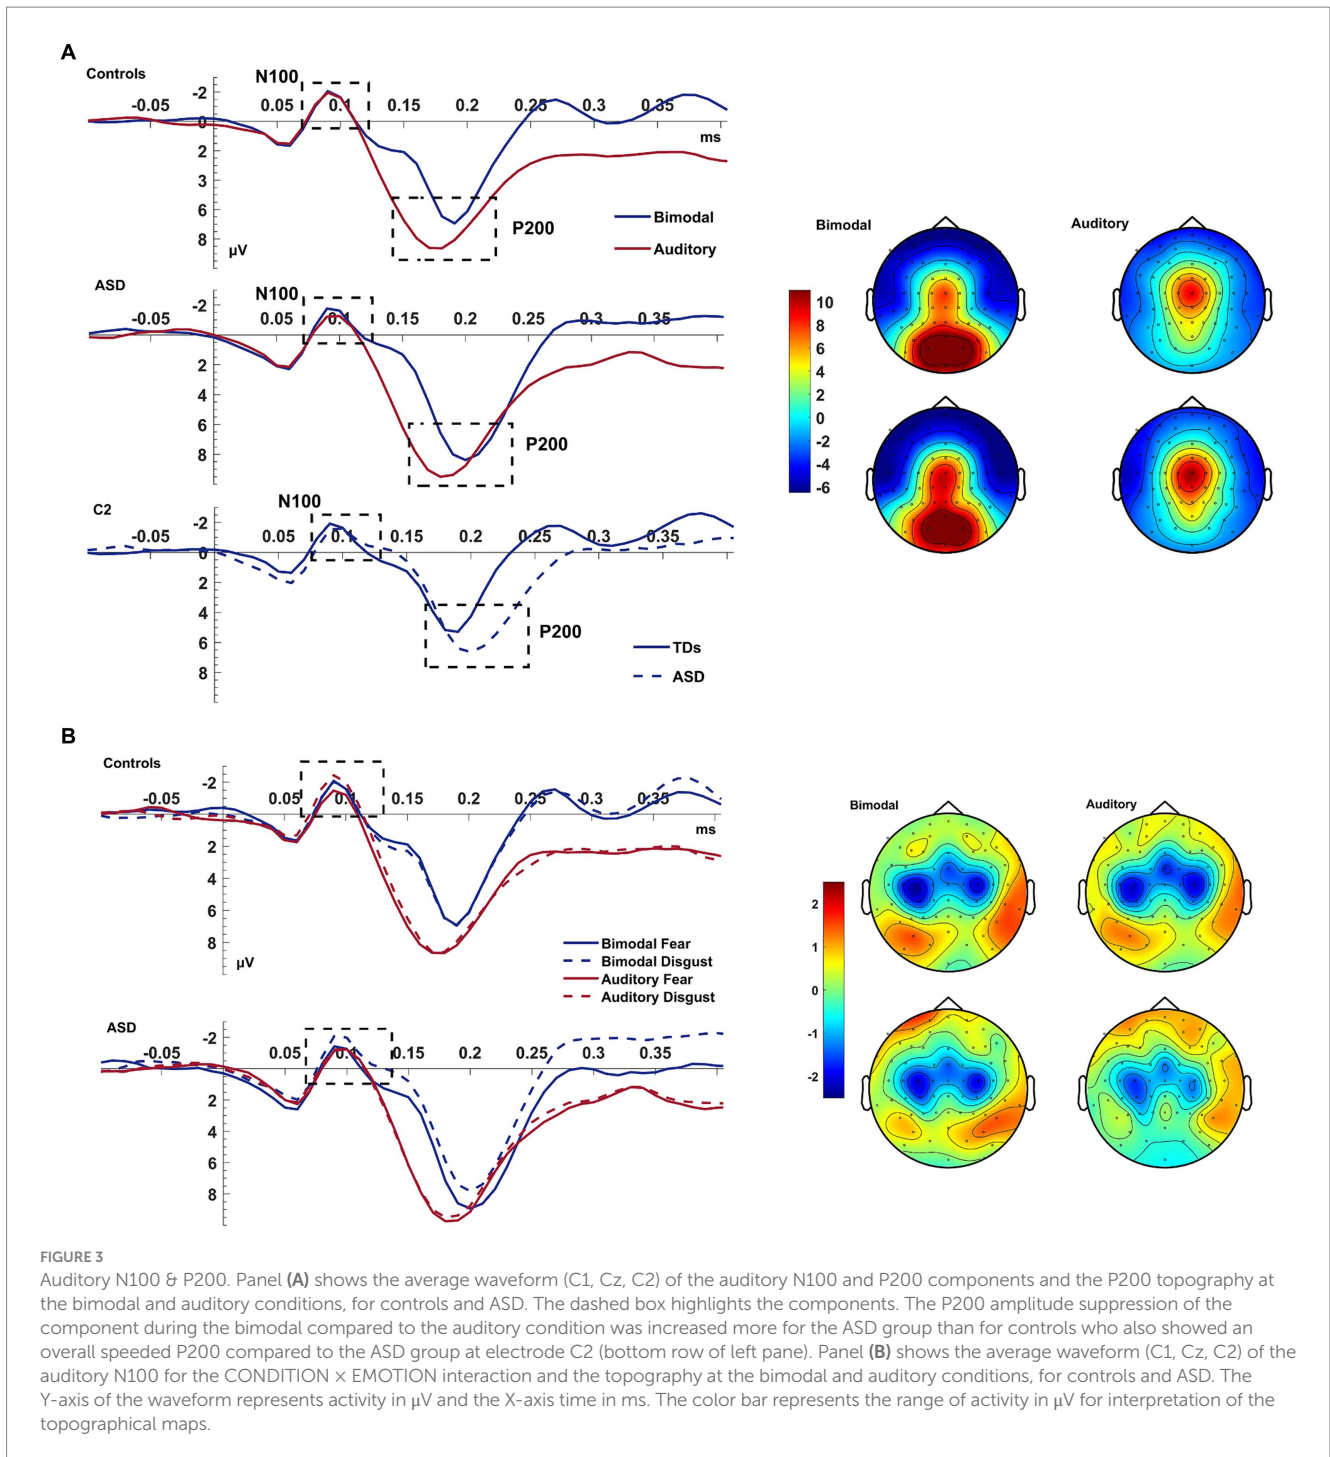 A
Controls
N100
-2
-0.05 0.05 0.1 0.15 0.2 0.25 0.3 0.35
0
ms
2
3
6
8
µV
P200
Bimodal
Auditory
ASD
N100
-2
-0.05 0.05 0.1 0.15 0.2 0.25 0.3 0.35
0
2
4
6
8
P200
C2
N100
-2
-0.05 0.05 0.1 0.15 0.2 0.25 0.3 0.35
0
2
4
6
8
P200
TDs
ASD
Bimodal
Auditory
10
8
6
4
2
0
-2
-4
-6
B
Controls
-2
-0.05 0.05 0.1 0.15 0.2 0.25 0.3 0.35
0
ms
2
4
6
8
µV
Bimodal Fear
Bimodal Disgust
Auditory Fear
Auditory Disgust
ASD
-2
-0.05 0.05 0.1 0.15 0.2 0.25 0.3 0.35
0
2
4
6
8
Bimodal
Auditory
2
1
0
-1
-2
FIGURE 3
Auditory N100 & P200. Panel (A) shows the average waveform (C1, Cz, C2) of the auditory N100 and P200 components and the P200 topography at
the bimodal and auditory conditions, for controls and ASD. The dashed box highlights the components. The P200 amplitude suppression of the
component during the bimodal compared to the auditory condition was increased more for the ASD group than for controls who also showed an
overall speeded P200 compared to the ASD group at electrode C2 (bottom row of left pane). Panel (B) shows the average waveform (C1, Cz, C2) of the
auditory N100 for the CONDITION × EMOTION interaction and the topography at the bimodal and auditory conditions, for controls and ASD. The
Y-axis of the waveform represents activity in µV and the X-axis time in ms. The color bar represents the range of activity in µV for interpretation of the
topographical maps.